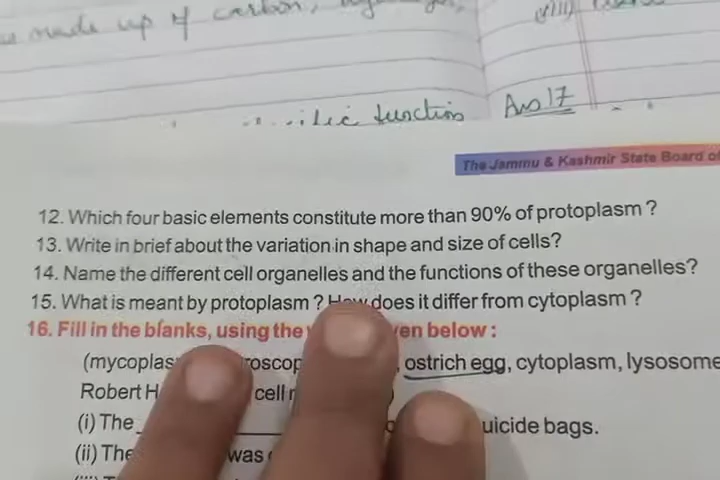 made up of carbon,
(viii)
function Ans 17
The Jammu & Kashmir State Board of
12. Which four basic elements constitute more than 90% of protoplasm ?
13. Write in brief about the variation in shape and size of cells?
14. Name the different cell organelles and the functions of these organelles?
15. What is meant by protoplasm ? How does it differ from cytoplasm ?
16. Fill in the blanks, using the en below :
(mycoplas roscop , ostrich egg, cytoplasm, lysosome
Robert H cell
(i) The uicide bags.
(ii) The was